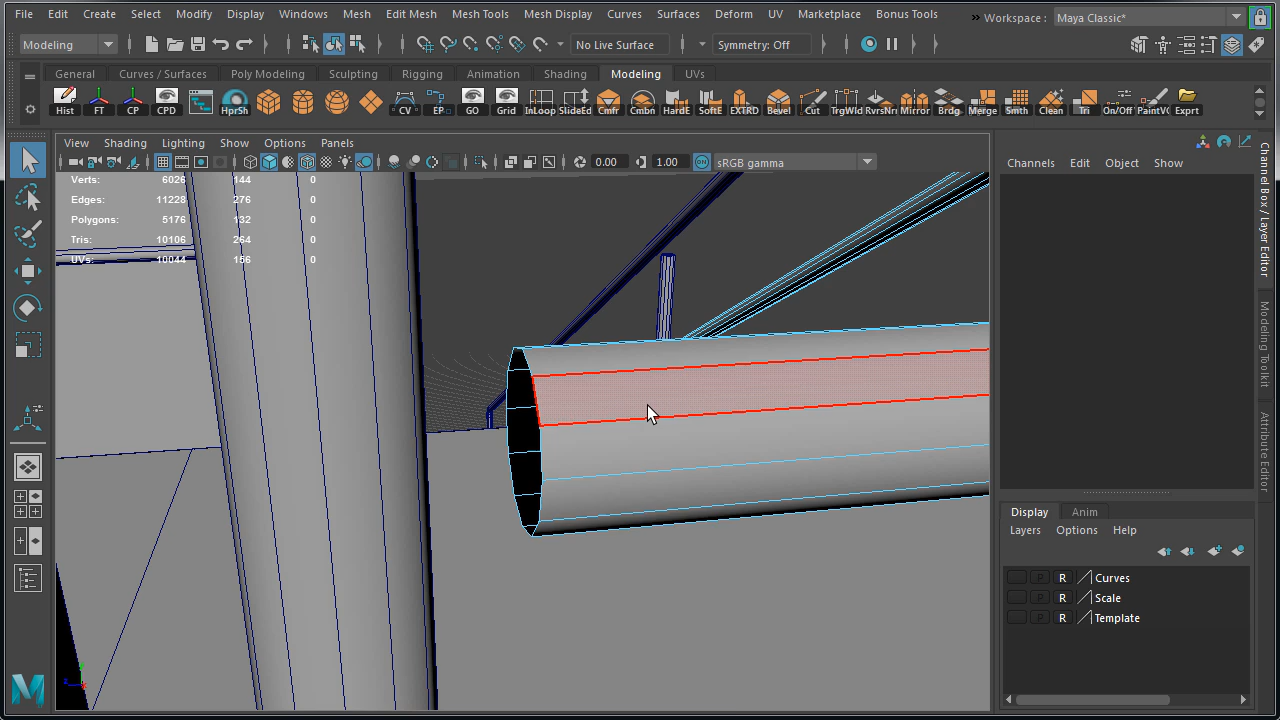 File Edit Create Select Modify Display Windows Mesh Edit Mesh Mesh Tools Mesh Display Curves Surfaces Deform UV Marketplace Bonus Tools
Workspace : Maya Classic*
Modeling No Live Surface Symmetry: Off
General Curves / Surfaces Poly Modeling Sculpting Rigging Animation Shading Modeling UVs
Hist FT CP CPD HprSh CV EP GO Grid InLoop SlideEd Cmfr Cmbn HardE SoftE EXTRD Bevel Cut TrgWld RvrsNr Mirror Brdg Merge Smth Clean Tri On/Off PaintV Exprt
View Shading Lighting Show Options Panels
0.00 1.00 sRGB gamma
Verts: 6026 144 0
Edges: 11228 276 0
Polygons: 5176 132 0
Tris: 10106 264 0
UVs: 10044 156 0
Channels Edit Object Show
Channel Box / Layer Editor
Modeling Toolkit
Attribute Editor
Display Anim
Layers Options Help
P R Curves
P R Scale
P R Template